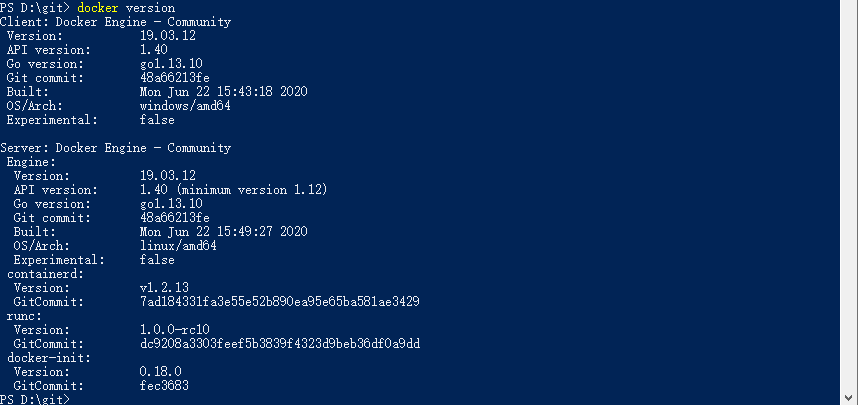 PS D:\git> docker version
Client: Docker Engine - Community
Version: 19.03.12
API version: 1.40
Go version: go1.13.10
Git commit: 48a66213fe
Built: Mon Jun 22 15:43:18 2020
OS/Arch: windows/amd64
Experimental: false
Server: Docker Engine - Community
Engine:
Version: 19.03.12
API version: 1.40 (minimum version 1.12)
Go version: go1.13.10
Git commit: 48a66213fe
Built: Mon Jun 22 15:49:27 2020
OS/Arch: linux/amd64
Experimental: false
containerd:
Version: v1.2.13
GitCommit: 7ad184331fa3e55e52b890ea95e65ba581ae3429
runc:
Version: 1.0.0-rc10
GitCommit: dc9208a3303feef5b3839f4323d9beb36df0a9dd
docker-init:
Version: 0.18.0
GitCommit: fec3683
PS D:\git>